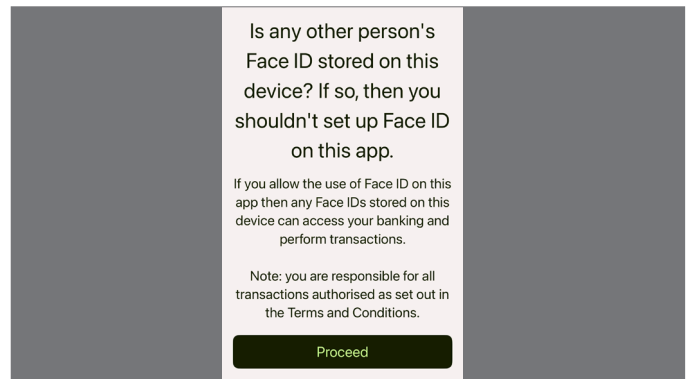 Is any other person's
Face ID stored on this
device? If so, then you
shouldn't set up Face ID
on this app.
If you allow the use of Face ID on this
app then any Face IDs stored on this
device can access your banking and
perform transactions.
Note: you are responsible for all
transactions authorised as set out in
the Terms and Conditions.
Proceed